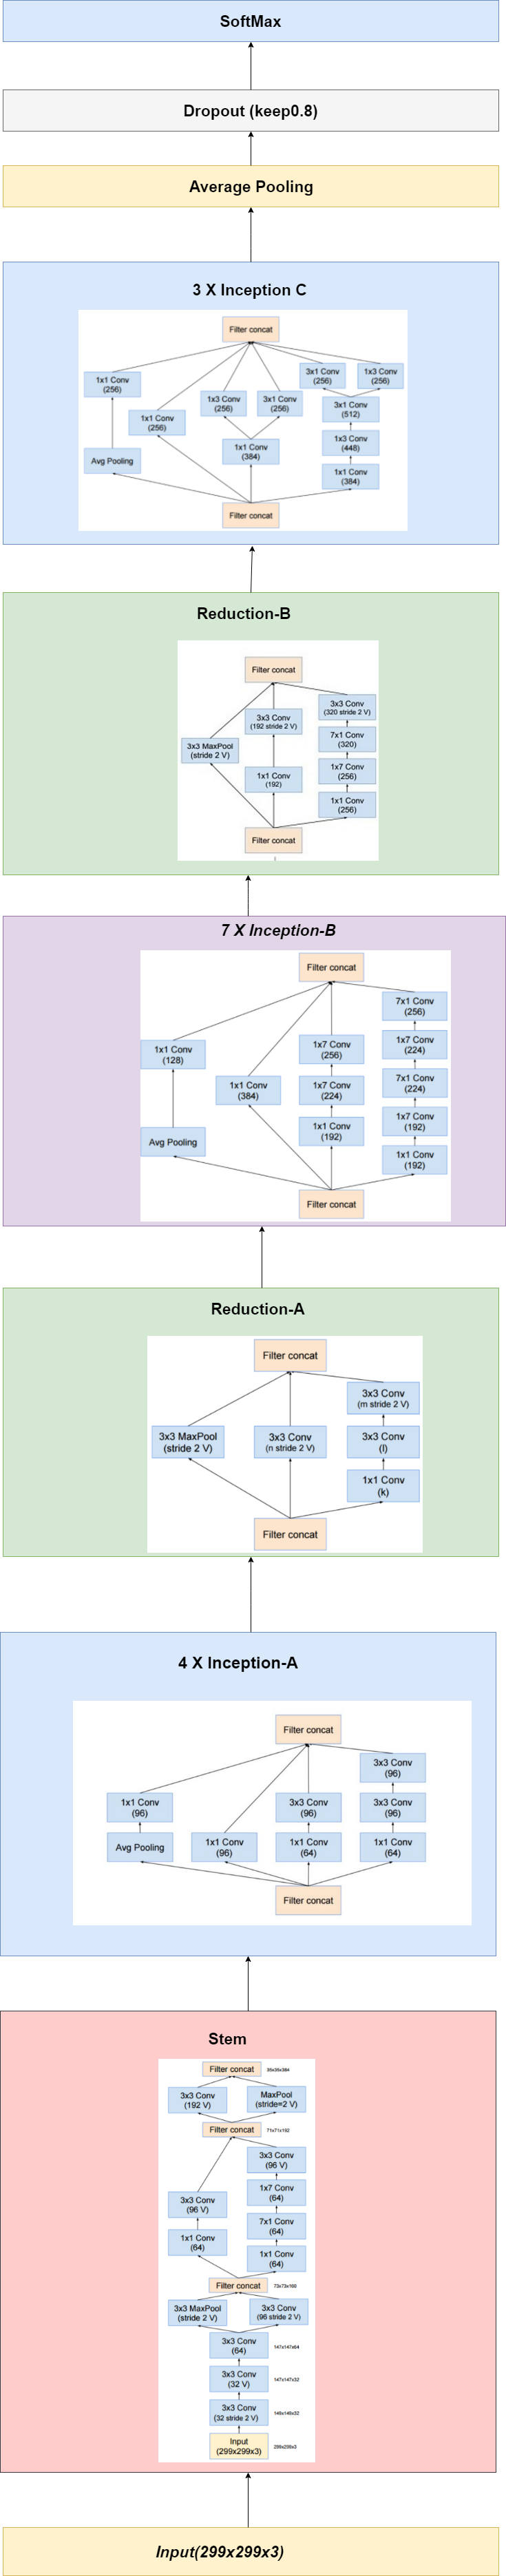 SoftMax
Dropout (keep0.8)
Average Pooling
3 X Inception C
Filter concat
3x1 Conv
(256)
1x3 Conv
(256)
1x1 Conv
(256)
1x3 Conv
(256)
3x1 Conv
(256)
3x1 Conv
(512)
1x1 Conv
(256)
1x3 Conv
(448)
1x1 Conv
(384)
Avg Pooling
1x1 Conv
(384)
Filter concat
Reduction-B
Filter concat
3x3 Conv
(320 stride 2 V)
3x3 Conv
(192 stride 2 V)
7x1 Conv
(320)
3x3 MaxPool
(stride 2 V)
1x7 Conv
(256)
1x1 Conv
(192)
1x1 Conv
(256)
Filter concat
7 X Inception-B
Filter concat
7x1 Conv
(256)
1x7 Conv
(256)
1x7 Conv
(224)
1x1 Conv
(128)
1x1 Conv
(384)
1x7 Conv
(224)
7x1 Conv
(224)
1x1 Conv
(192)
1x7 Conv
(192)
Avg Pooling
1x1 Conv
(192)
Filter concat
Reduction-A
Filter concat
3x3 Conv
(m stride 2 V)
3x3 MaxPool
(stride 2 V)
3x3 Conv
(n stride 2 V)
3x3 Conv
(l)
1x1 Conv
(k)
Filter concat
4 X Inception-A
Filter concat
3x3 Conv
(96)
1x1 Conv
(96)
3x3 Conv
(96)
3x3 Conv
(96)
Avg Pooling
1x1 Conv
(96)
1x1 Conv
(64)
1x1 Conv
(64)
Filter concat
Stem
Filter concat
3x3 Conv
(192 V)
MaxPool
(stride=2 V)
Filter concat
71x71x192
3x3 Conv
(96 V)
1x7 Conv
(64)
3x3 Conv
(96 V)
7x1 Conv
(64)
1x1 Conv
(64)
1x1 Conv
(64)
Filter concat
73x73x160
3x3 MaxPool
(stride 2 V)
3x3 Conv
(96 stride 2 V)
3x3 Conv
(64)
147x147x64
3x3 Conv
(32 V)
147x147x32
3x3 Conv
(32 stride 2 V)
Input
(299x299x3)
299x299x3
Input(299x299x3)